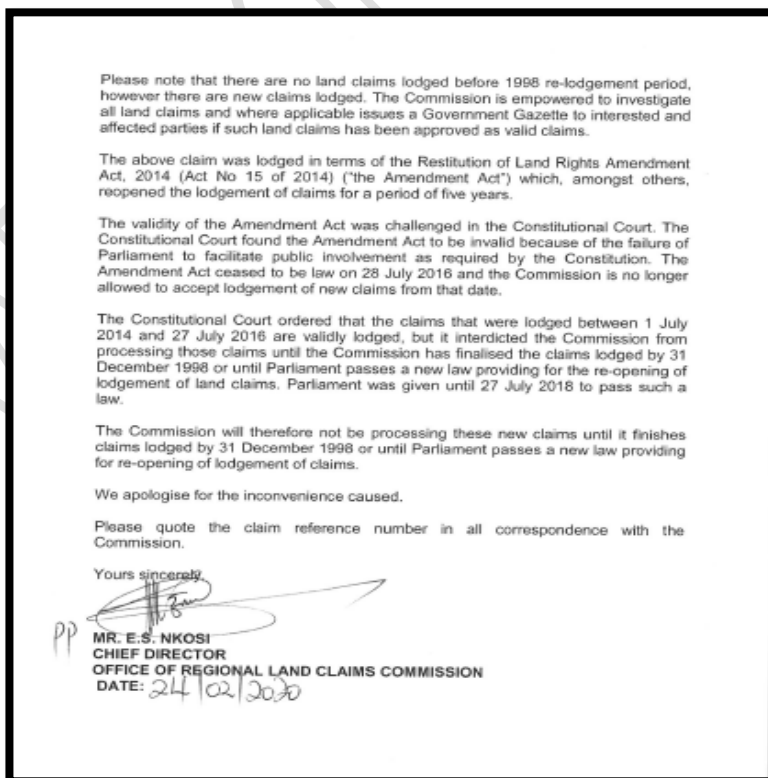 Please note that there are no land claims lodged before 1998 re-lodgement period,
however there are new claims lodged. The Commission is empowered to investigate
all land claims and where applicable issues a Government Gazette to interested and
affected parties if such land claims has been approved as valid claims.
The above claim was lodged in terms of the Restitution of Land Rights Amendment
Act, 2014 (Act No 15 of 2014) ("the Amendment Act") which, amongst others,
reopened the lodgement of claims for a period of five years.
The validity of the Amendment Act was challenged in the Constitutional Court. The
Constitutional Court found the Amendment Act to be invalid because of the failure of
Parliament to facilitate public involvement as required by the Constitution. The
Amendment Act ceased to be law on 28 July 2016 and the Commission is no longer
allowed to accept lodgement of new claims from that date.
The Constitutional Court ordered that the claims that were lodged between 1 July
2014 and 27 July 2016 are validly lodged, but it interdicted the Commission from
processing those claims until the Commission has finalised the claims lodged by 31
December 1998 or until Parliament passes a new law providing for the re-opening of
lodgement of land claims. Parliament was given until 27 July 2018 to pass such a
law.
The Commission will therefore not be processing these new claims until it finishes
claims lodged by 31 December 1998 or until Parliament passes a new law providing
for re-opening of lodgement of claims.
We apologise for the inconvenience caused.
Please quote the claim reference number in all correspondence with the
Commission.
Yours sincerely,
PP MR. E.S. NKOSI
CHIEF DIRECTOR
OFFICE OF REGIONAL LAND CLAIMS COMMISSION
DATE: 24/02/2020